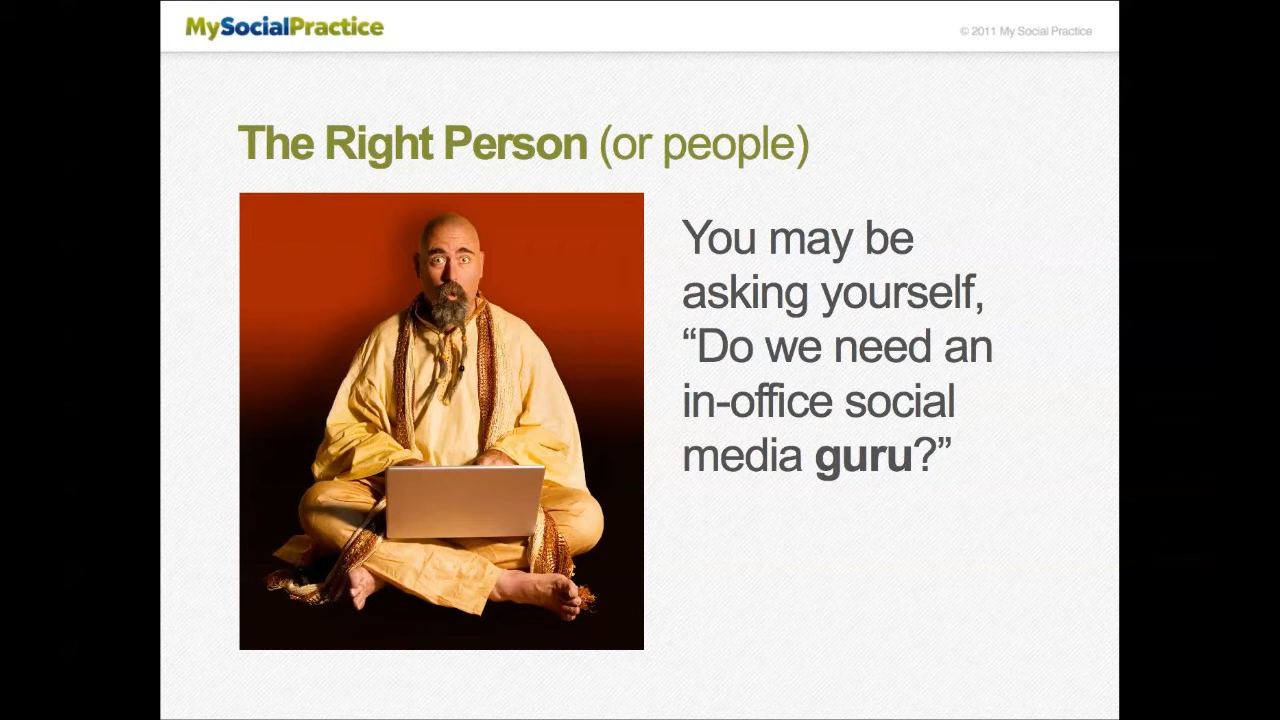 MySocialPractice
© 2011 My Social Practice
The Right Person (or people)
You may be
asking yourself,
“Do we need an
in-office social
media guru?”